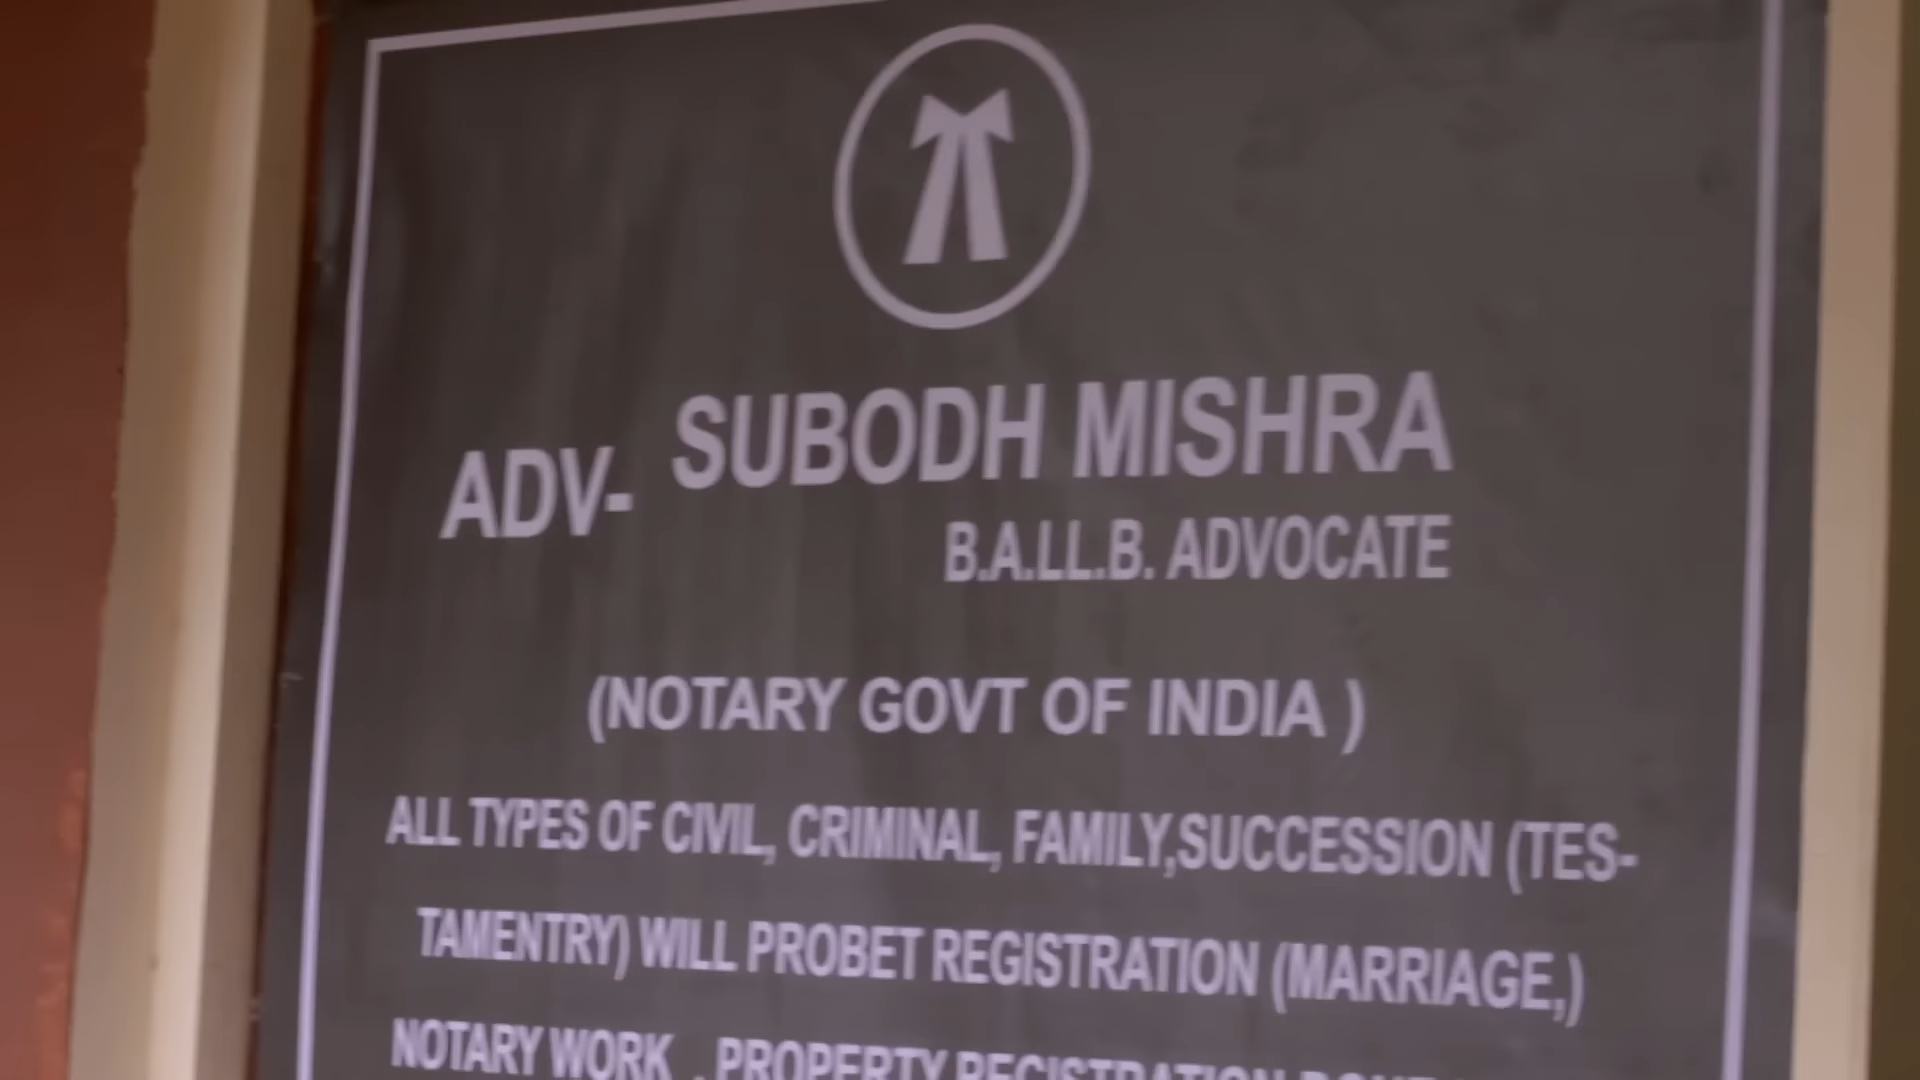 ADV- SUBODH MISHRA
B.A.LL.B. ADVOCATE
(NOTARY GOVT OF INDIA )
ALL TYPES OF CIVIL, CRIMINAL, FAMILY,SUCCESSION (TES-
TAMENTRY) WILL PROBET REGISTRATION (MARRIAGE,)
NOTARY WORK , PROPERTY REGISTRATION